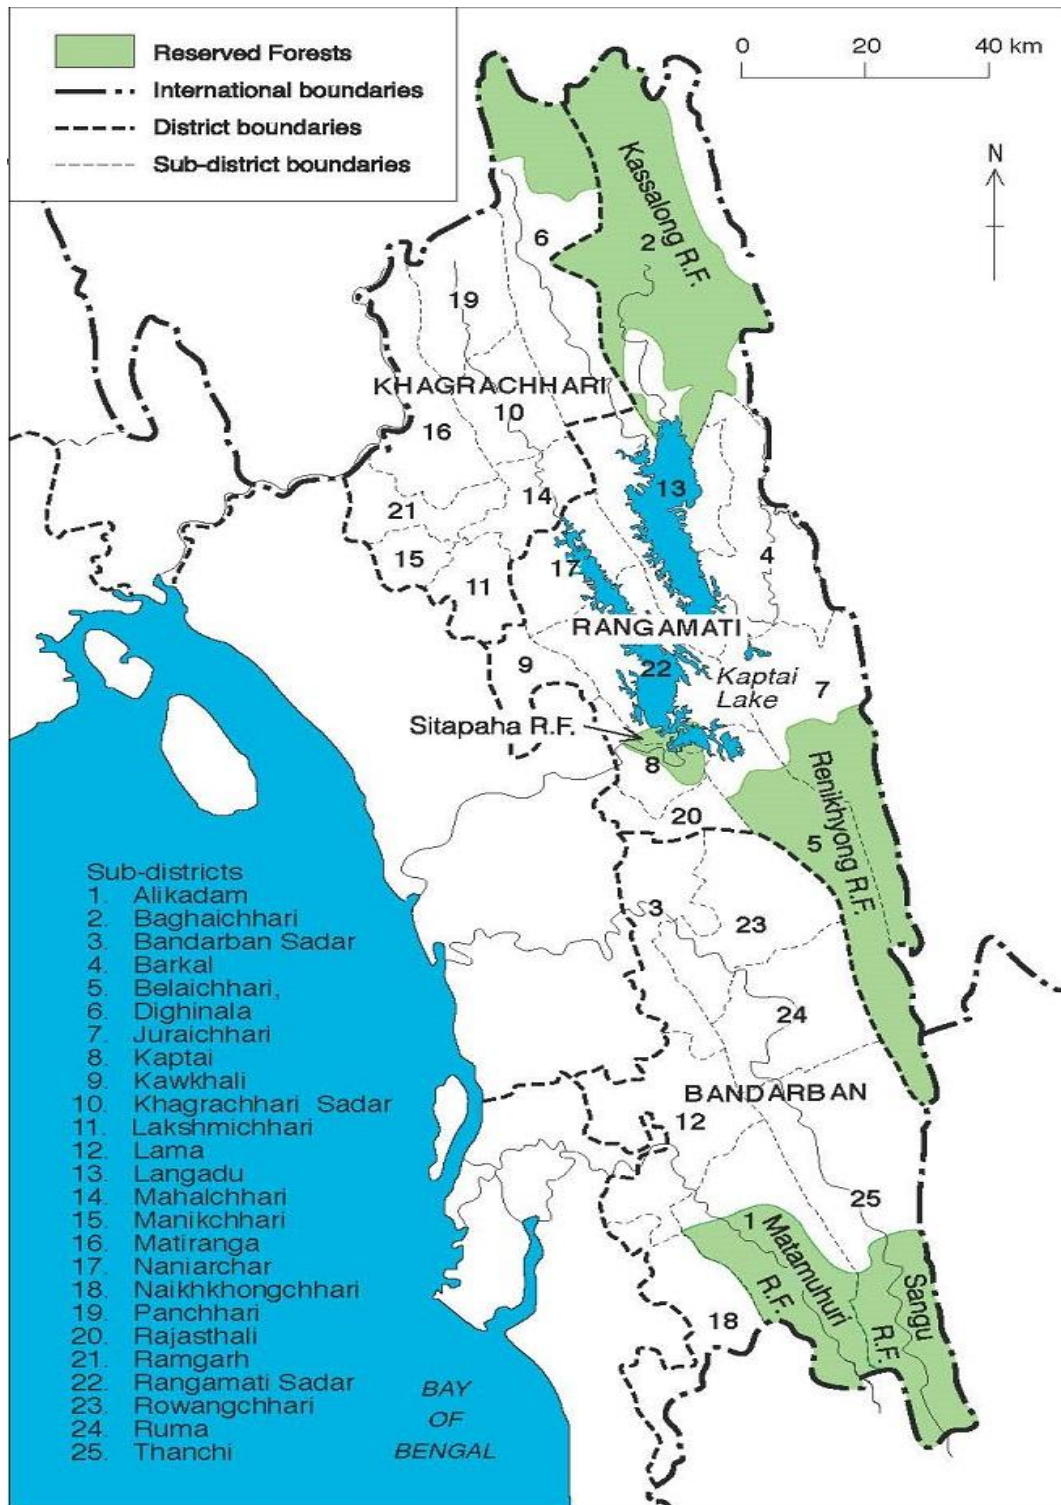 Reserved Forests
International boundaries
District boundaries
Sub-district boundaries
0 20 40 km
N
Kassalong R.F.
2
6
19
KHAGRACHHARI
10
16
13
14
21
4
15
17
11
RANGAMATI
9
22
Kaptai
Lake
7
Sitapaha R.F.
8
20
Renikhyong R.F.
5
3
23
24
BANDARBAN
12
25
1
Matamuhuri
R.F.
Sangu
R.F.
18
Sub-districts
1. Alikadam
2. Baghaichhari
3. Bandarban Sadar
4. Barkal
5. Belaichhari,
6. Dighinala
7. Juraichhari
8. Kaptai
9. Kawkhali
10. Khagrachhari Sadar
11. Lakshmichhari
12. Lama
13. Langadu
14. Mahalchhari
15. Manikchhari
16. Matiranga
17. Naniarchar
18. Naikhkhongchhari
19. Panchhari
20. Rajasthali
21. Ramgarh
22. Rangamati Sadar
23. Rowangchhari
24. Ruma
25. Thanchi
BAY
OF
BENGAL